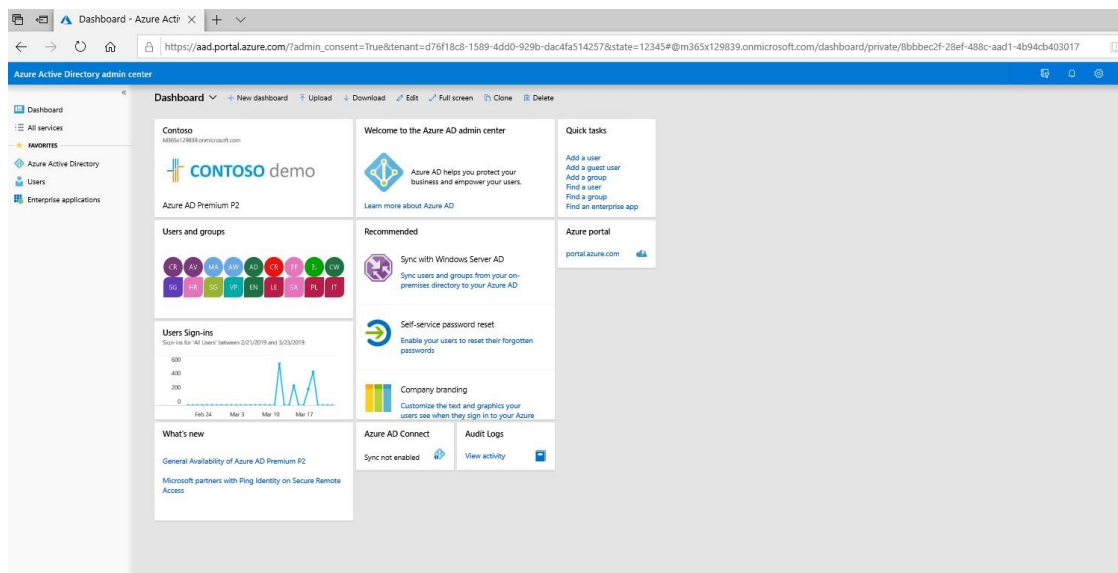 Dashboard - Azure Acti
https://aad.portal.azure.com/?admin_consent=True&tenant=d76f18c8-1589-4dd0-929b-dac4fa514257&state=12345#@m365x129839.onmicrosoft.com/dashboard/private/8bbbec2f-28ef-488c-aad1-4b94cb403017
Azure Active Directory admin center
Dashboard
All services
FAVORITES
Azure Active Directory
Users
Enterprise applications
Dashboard
New dashboard
Upload
Download
Edit
Full screen
Clone
Delete
Contoso
M365x129839.onmicrosoft.com
CONTOSO demo
Azure AD Premium P2
Welcome to the Azure AD admin center
Azure AD helps you protect your
business and empower your users.
Learn more about Azure AD
Quick tasks
Add a user
Add a guest user
Add a group
Find a user
Find a group
Find an enterprise app
Users and groups
CR AV MA AW AD CR CW
SG HR SG VP EN LE SA PL IT
Recommended
Sync with Windows Server AD
Sync users and groups from your on-
premises directory to your Azure AD
Self-service password reset
Enable your users to reset their forgotten
passwords
Company branding
Customize the text and graphics your
users see when they sign in to your Azure
Azure portal
portal.azure.com
Users Sign-ins
Sign-ins for 'All Users' between 2/21/2019 and 3/23/2019
600
400
200
0
Feb 24 Mar 3 Mar 10 Mar 17
What's new
General Availability of Azure AD Premium P2
Microsoft partners with Ping Identity on Secure Remote
Access
Azure AD Connect
Sync not enabled
Audit Logs
View activity